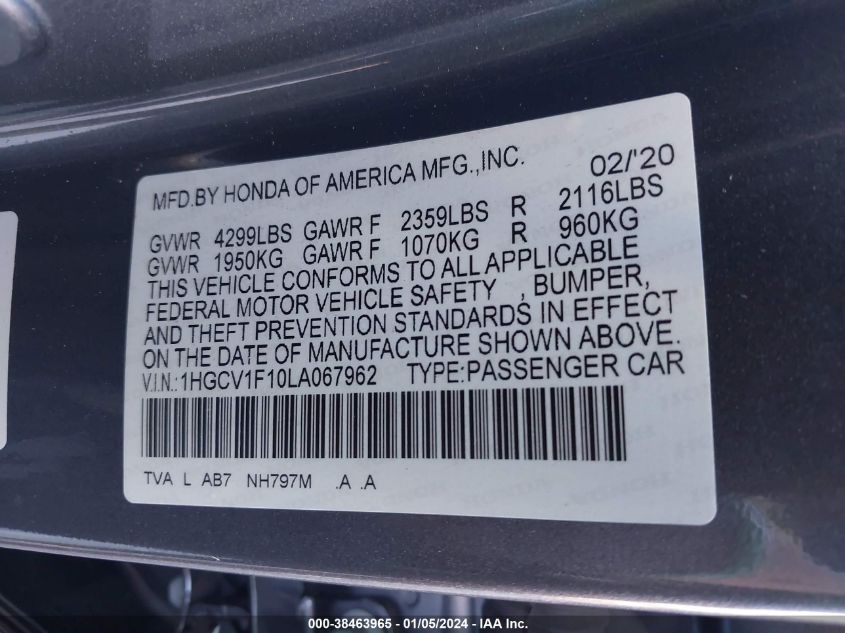 MFD.BY HONDA OF AMERICA MFG.,INC. 02/'20
GVWR 4299LBS GAWR F 2359LBS R 2116LBS
GVWR 1950KG GAWR F 1070KG R 960KG
THIS VEHICLE CONFORMS TO ALL APPLICABLE
FEDERAL MOTOR VEHICLE SAFETY , BUMPER,
AND THEFT PREVENTION STANDARDS IN EFFECT
ON THE DATE OF MANUFACTURE SHOWN ABOVE.
V.I.N.:1HGCV1F10LA067962 TYPE:PASSENGER CAR
TVA L AB7 NH797M .A .A
000-38463965 - 01/05/2024 - IAA, Inc.